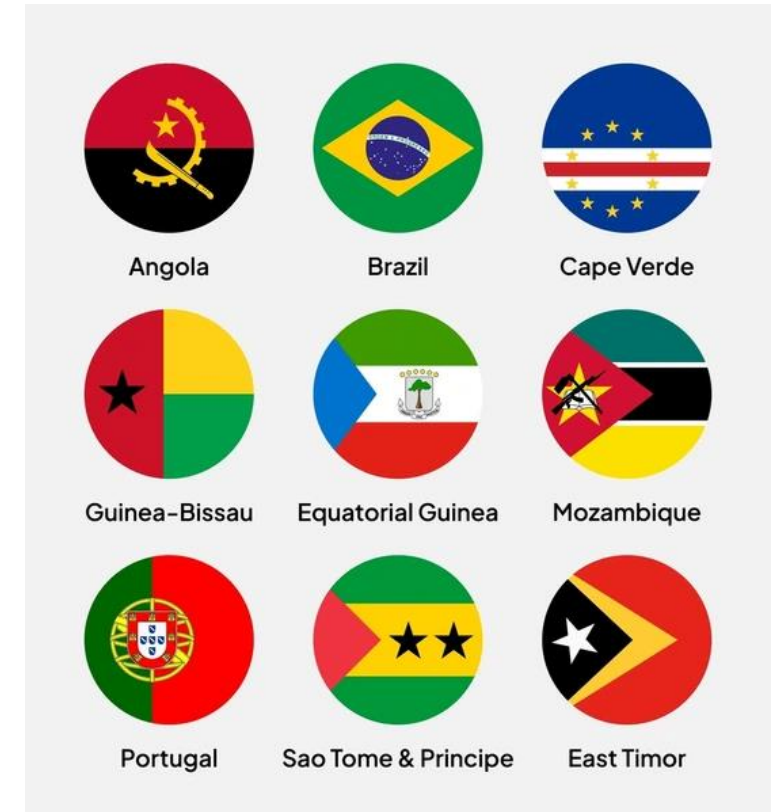 Angola
Brazil
Cape Verde
Guinea-Bissau
Equatorial Guinea
Mozambique
Portugal
Sao Tome & Principe
East Timor